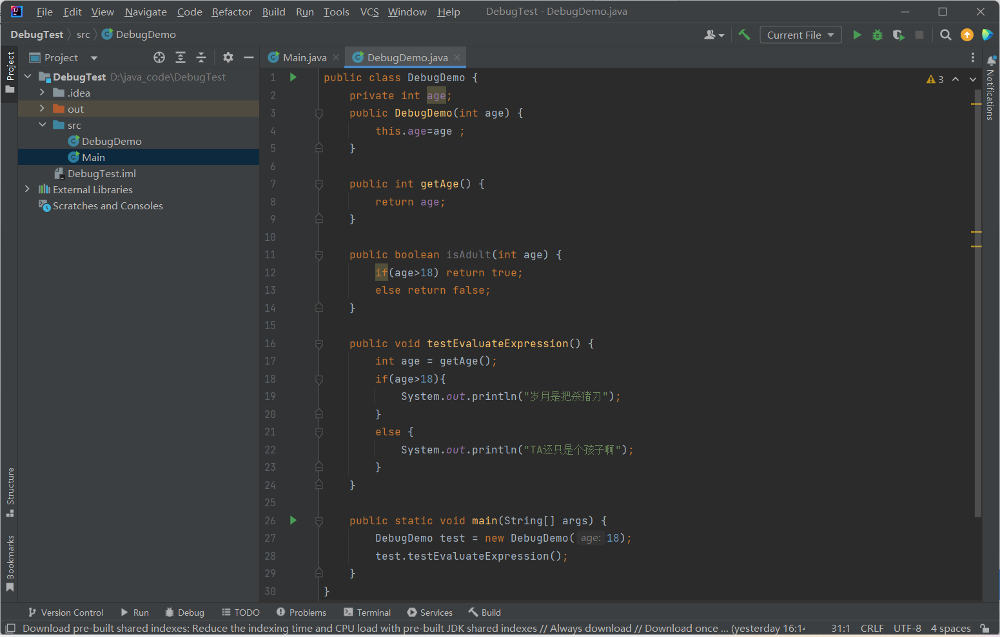 File Edit View Navigate Code Refactor Build Run Tools VCS Window Help DebugTest - DebugDemo.java
DebugTest src DebugDemo Current File
Project
Project
Main.java DebugDemo.java
DebugTest D:\java_code\DebugTest
.idea
out
src
DebugDemo
Main
DebugTest.iml
External Libraries
Scratches and Consoles
Structure
Bookmarks
3
Notifications
1 public class DebugDemo {
2 private int age;
3 public DebugDemo(int age) {
4 this.age=age ;
5 }
6
7 public int getAge() {
8 return age;
9 }
10
11 public boolean isAdult(int age) {
12 if(age>18) return true;
13 else return false;
14 }
15
16 public void testEvaluateExpression() {
17 int age = getAge();
18 if(age>18){
19 System.out.println("岁月是把杀猪刀");
20 }
21 else {
22 System.out.println("TA还只是个孩子啊");
23 }
24 }
25
26 public static void main(String[] args) {
27 DebugDemo test = new DebugDemo( age: 18);
28 test.testEvaluateExpression();
29 }
30 }
Version Control Run Debug TODO Problems Terminal Services Build
Download pre-built shared indexes: Reduce the indexing time and CPU load with pre-built JDK shared indexes // Always download // Download once ... (yesterday 16:14 31:1 CRLF UTF-8 4 spaces